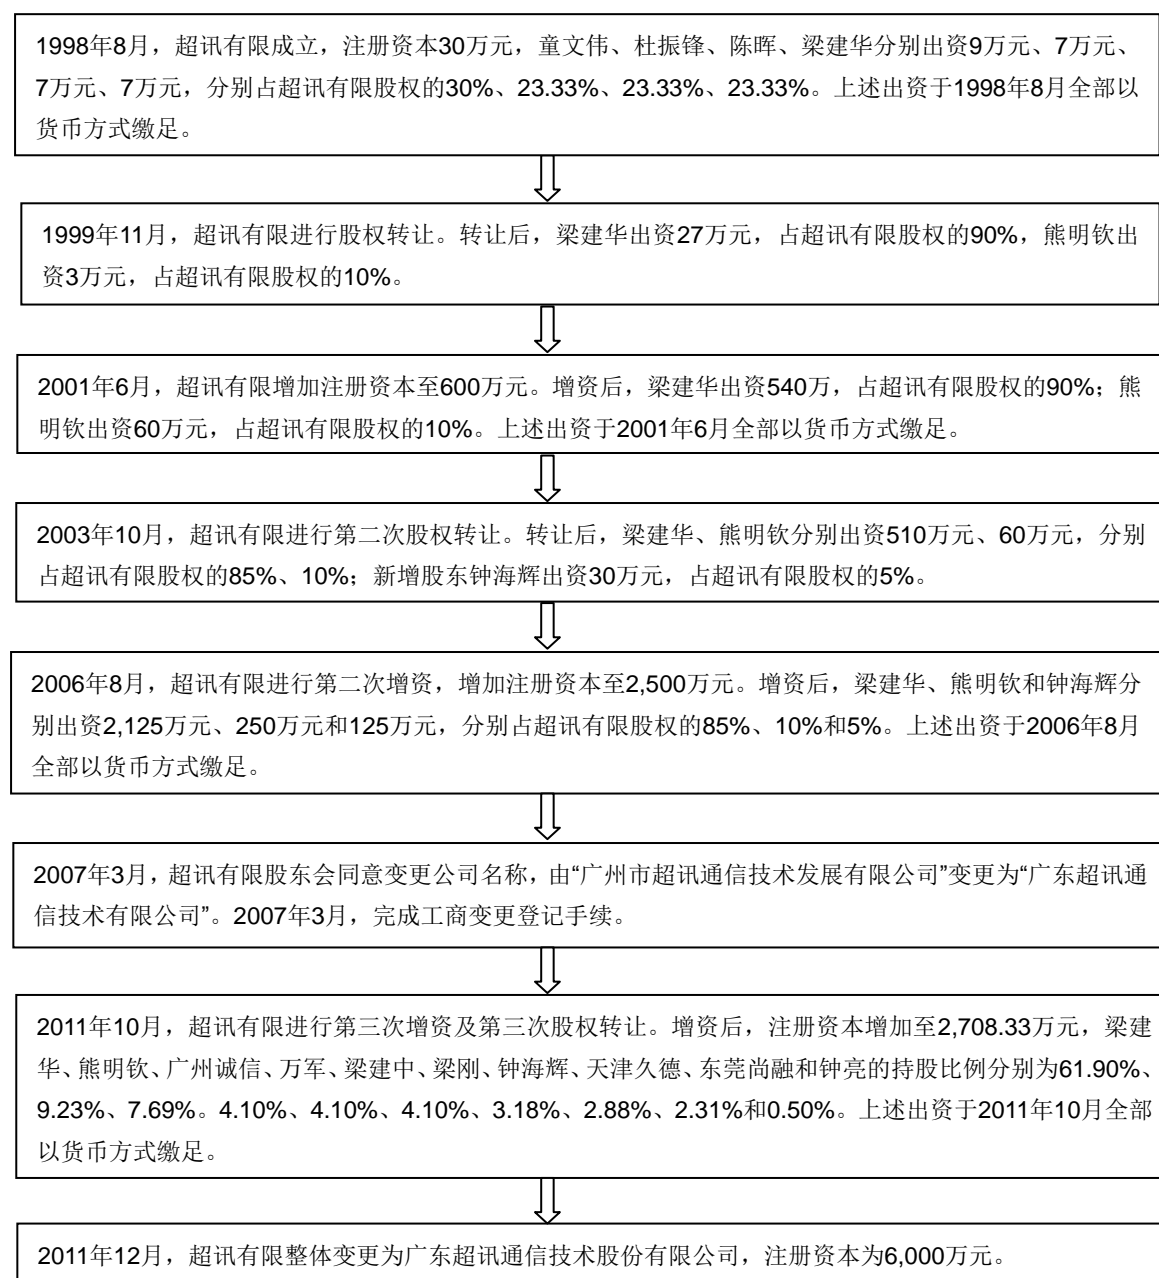 1998年8月，超讯有限成立，注册资本30万元，童文伟、杜振锋、陈晖、梁建华分别出资9万元、7万元、
7万元、7万元，分别占超讯有限股权的30%、23.33%、23.33%、23.33%。上述出资于1998年8月全部以
货币方式缴足。
1999年11月，超讯有限进行股权转让。转让后，梁建华出资27万元，占超讯有限股权的90%，熊明钦出
资3万元，占超讯有限股权的10%。
2001年6月，超讯有限增加注册资本至600万元。增资后，梁建华出资540万，占超讯有限股权的90%；熊
明钦出资60万元，占超讯有限股权的10%。上述出资于2001年6月全部以货币方式缴足。
2003年10月，超讯有限进行第二次股权转让。转让后，梁建华、熊明钦分别出资510万元、60万元，分别
占超讯有限股权的85%、10%；新增股东钟海辉出资30万元，占超讯有限股权的5%。
2006年8月，超讯有限进行第二次增资，增加注册资本至2,500万元。增资后，梁建华、熊明钦和钟海辉分
别出资2,125万元、250万元和125万元，分别占超讯有限股权的85%、10%和5%。上述出资于2006年8月
全部以货币方式缴足。
2007年3月，超讯有限股东会同意变更公司名称，由“广州市超讯通信技术发展有限公司”变更为“广东超讯通
信技术有限公司”。2007年3月，完成工商变更登记手续。
2011年10月，超讯有限进行第三次增资及第三次股权转让。增资后，注册资本增加至2,708.33万元，梁建
华、熊明钦、广州诚信、万军、梁建中、梁刚、钟海辉、天津久德、东莞尚融和钟亮的持股比例分别为61.90%、
9.23%、7.69%。4.10%、4.10%、4.10%、3.18%、2.88%、2.31%和0.50%。上述出资于2011年10月全部
以货币方式缴足。
2011年12月，超讯有限整体变更为广东超讯通信技术股份有限公司，注册资本为6,000万元。